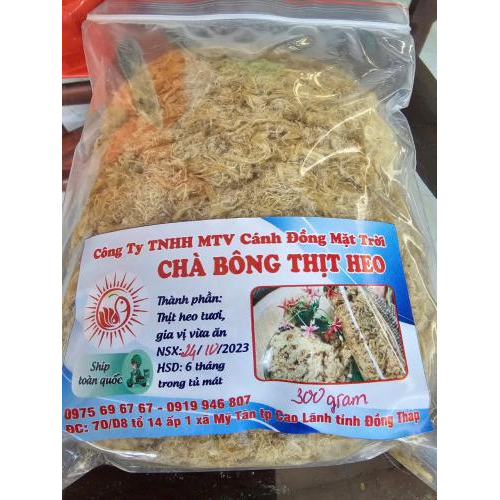 Công Ty TNHH MTV Cánh Đồng Mặt Trời
CHÀ BÔNG THỊT HEO
Thành phần:
Thịt heo tươi,
gia vị vừa ăn
NSX: 24/10/2023
HSD: 6 tháng
trong tủ mát
Ship
toàn quốc
300 gram
0975 69 67 67 - 0919 946 807
ĐC: 70/D8 tổ 14 ấp 1 xã Mỹ Tân tp Cao Lãnh tỉnh Đồng Tháp